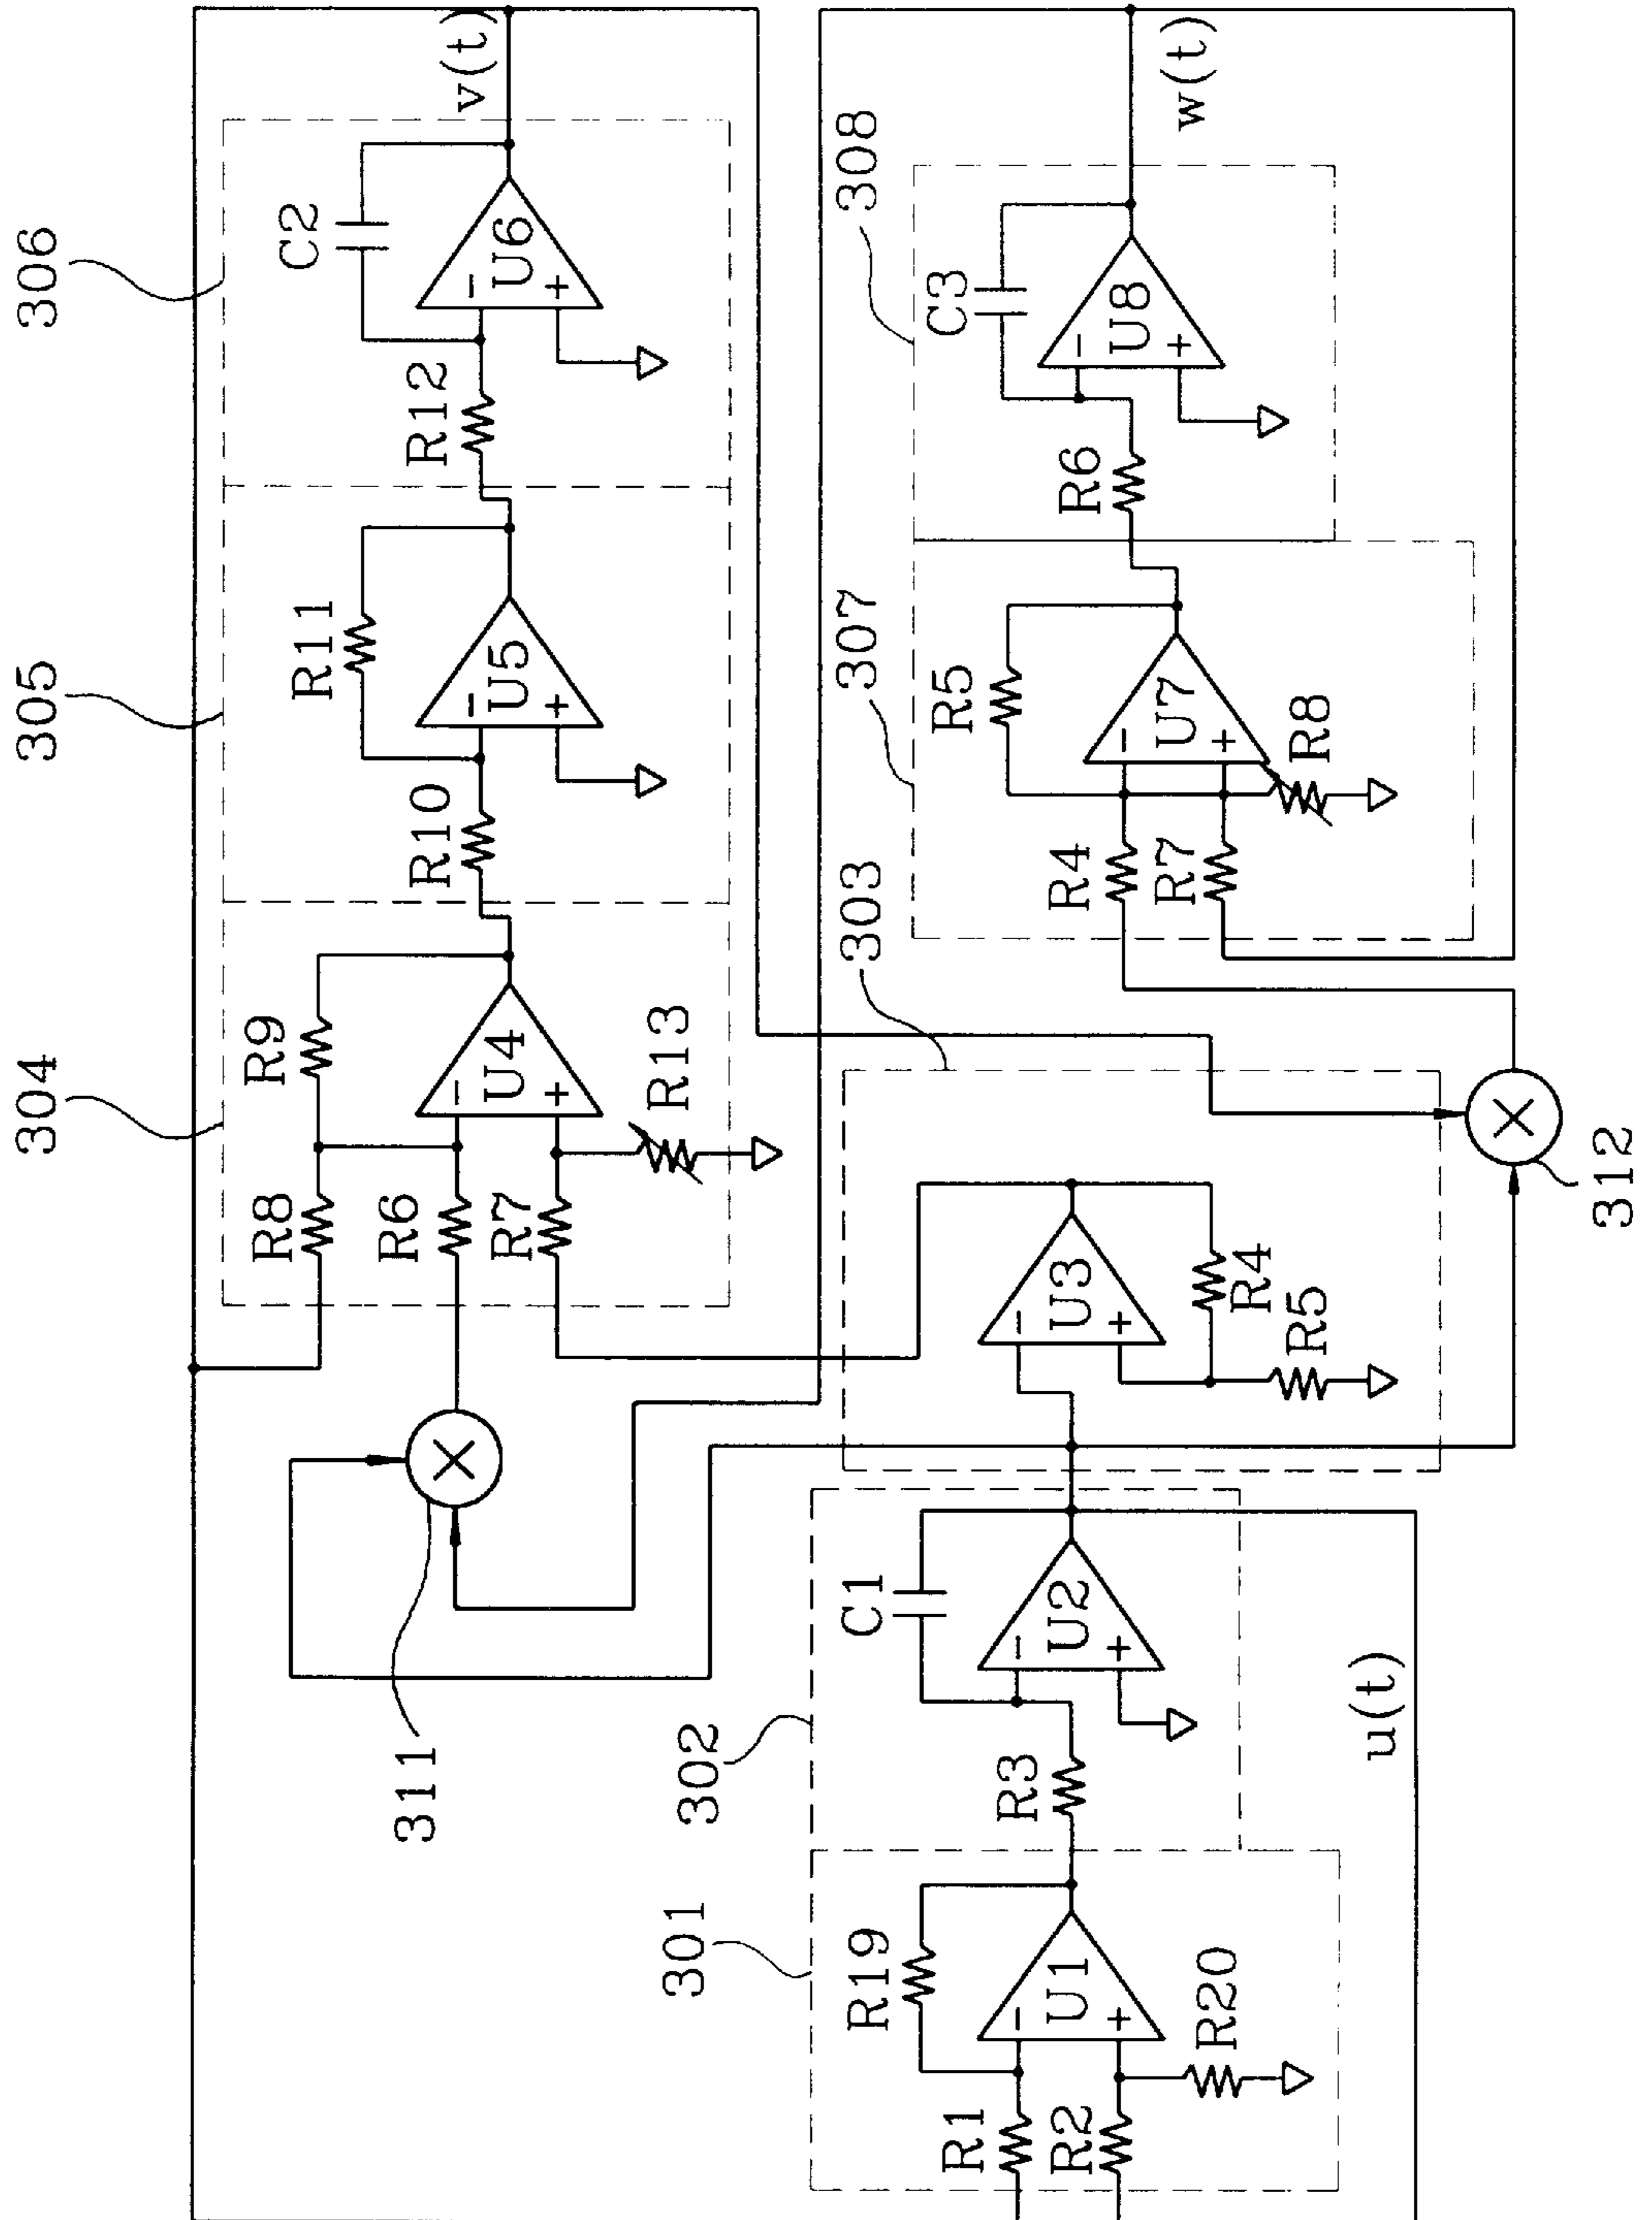 306
305
304
v(t)
C2
U6
R12
R11
U5
R10
R9
U4
R13
R8
R6
R7
311
308
307
303
w(t)
C3
U8
R6
R5
U7
R8
R4
R7
U3
R4
R5
312
302
301
C1
U2
R3
u(t)
R19
U1
R20
R1
R2